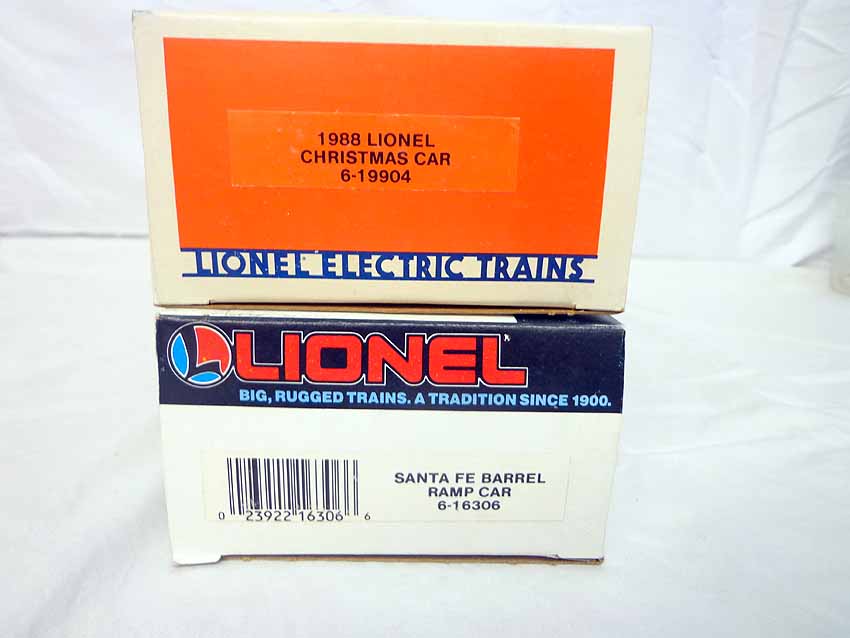 1988 LIONEL
CHRISTMAS CAR
6-19904
LIONEL ELECTRIC TRAINS
LIONEL
BIG, RUGGED TRAINS. A TRADITION SINCE 1900.
SANTA FE BARREL
RAMP CAR
6-16306
0 23922 16306 6